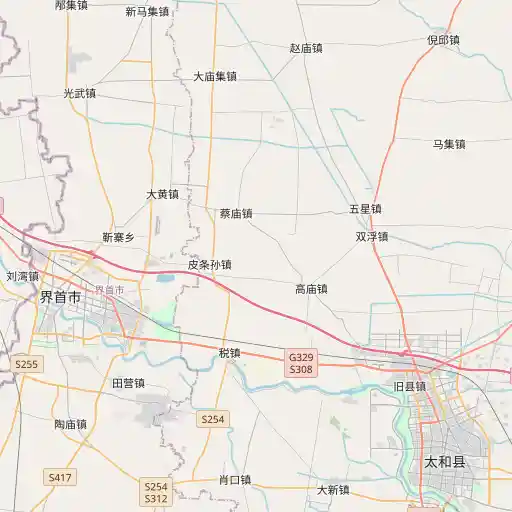 邴集镇
新马集镇
倪邱镇
赵庙镇
大庙集镇
光武镇
马集镇
大黄镇
蔡庙镇
五星镇
靳寨乡
双浮镇
皮条孙镇
刘湾镇
高庙镇
界首市
界首市
税镇
G329
S308
S255
田营镇
旧县镇
S254
陶庙镇
太和县
S417
肖口镇
S254
S312
大新镇